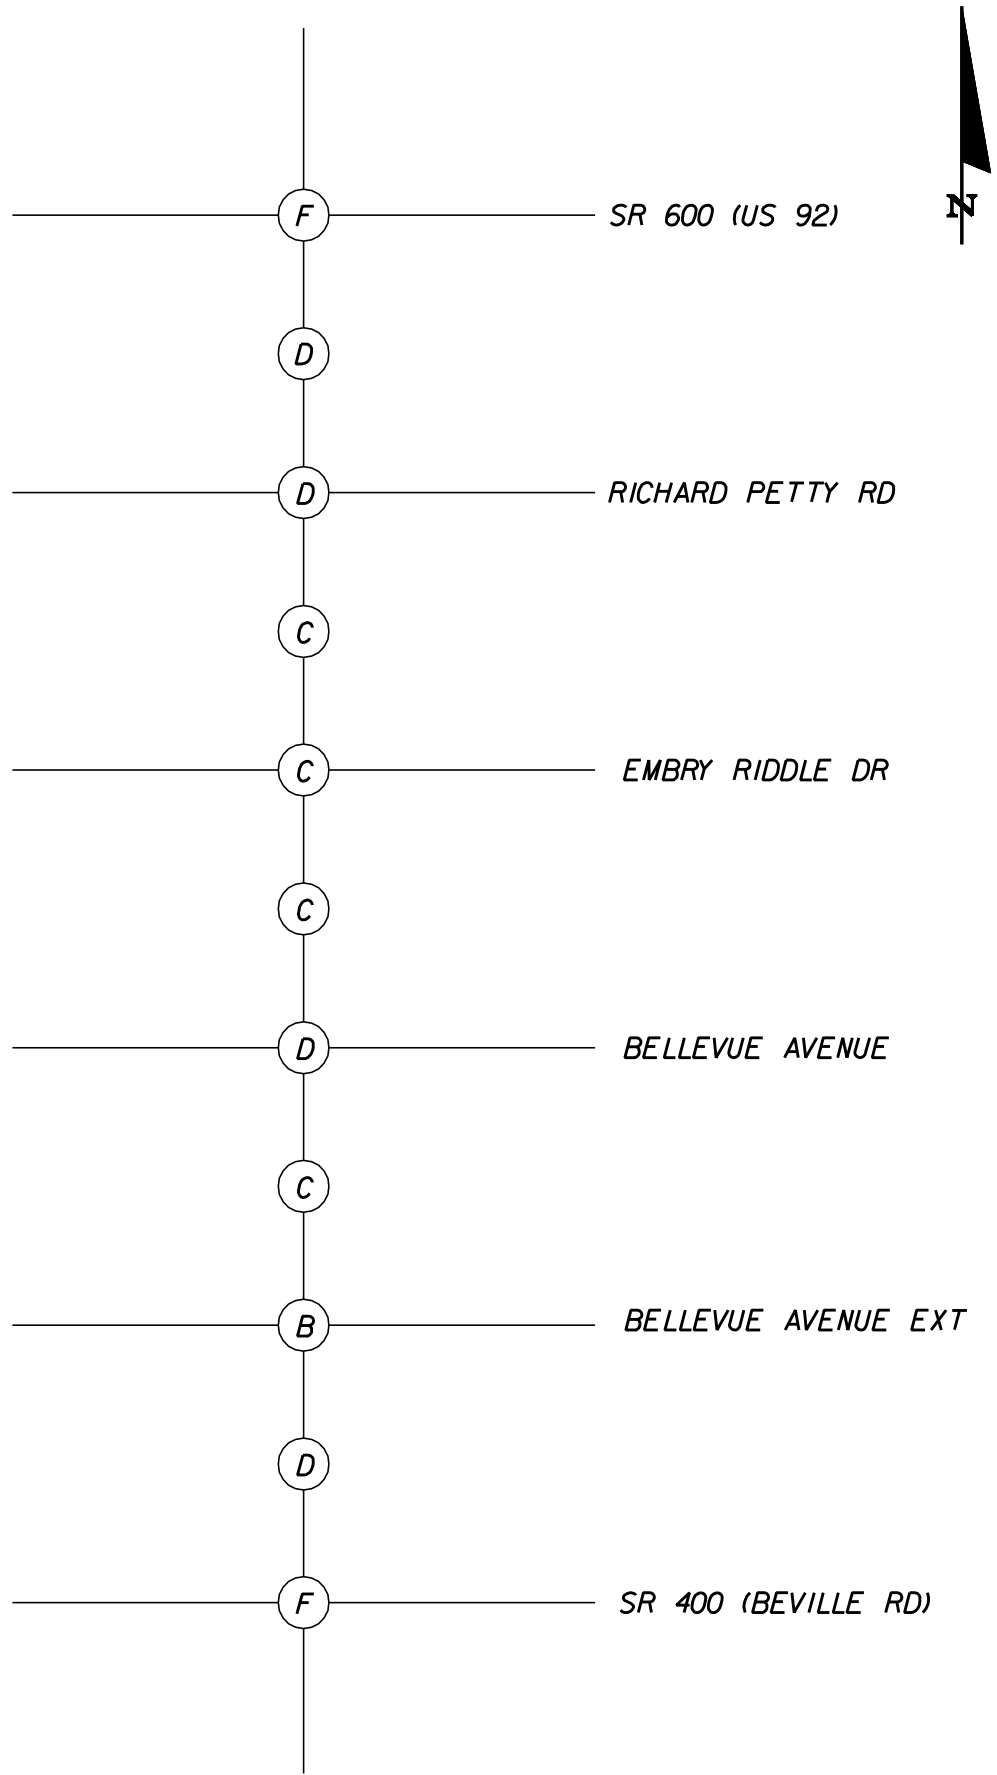 F SR 600 (US 92)
N
D
D RICHARD PETTY RD
C
C EMBRY RIDDLE DR
C
D BELLEVUE AVENUE
C
B BELLEVUE AVENUE EXT
D
F SR 400 (BEVILLE RD)